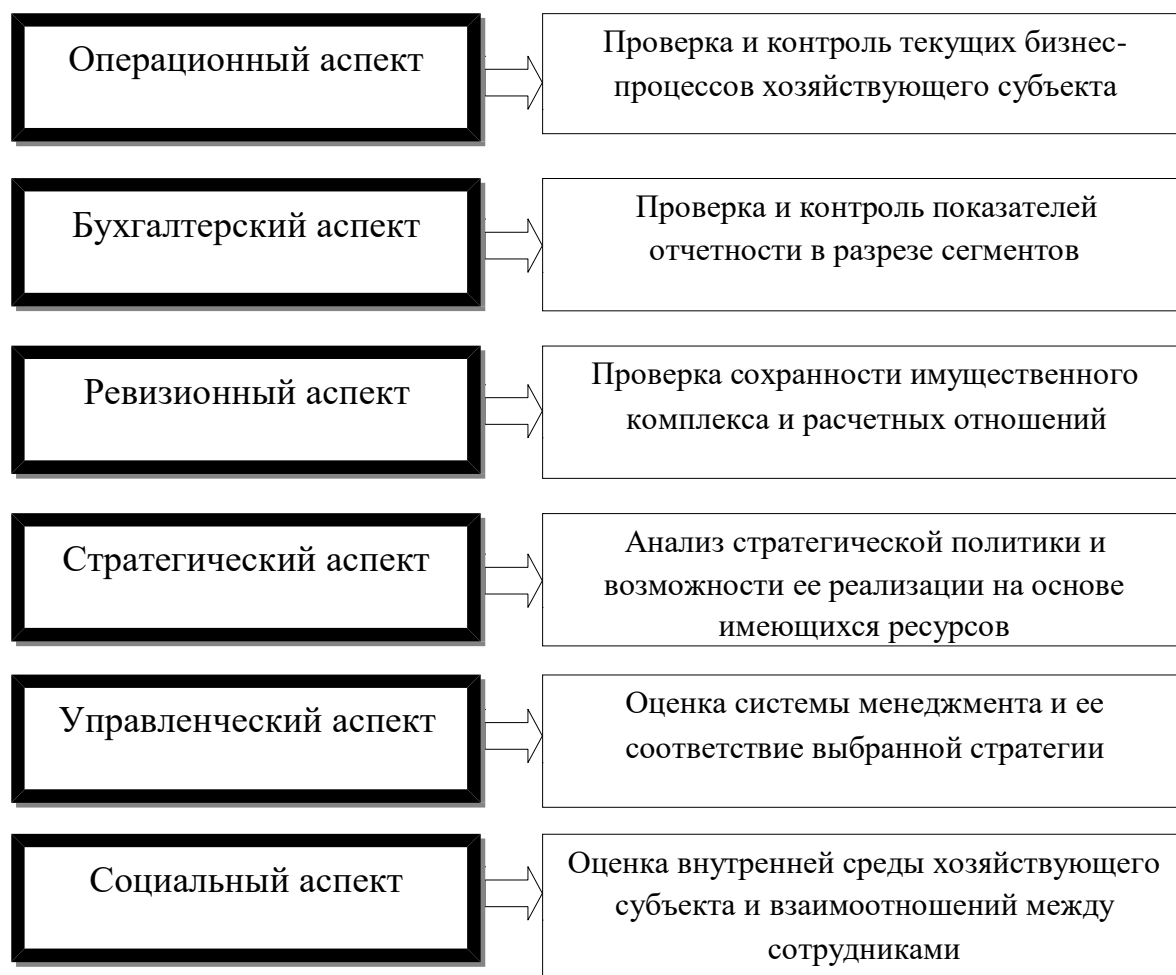 Операционный аспект
Проверка и контроль текущих бизнес-
процессов хозяйствующего субъекта
Бухгалтерский аспект
Проверка и контроль показателей
отчетности в разрезе сегментов
Ревизионный аспект
Проверка сохранности имущественного
комплекса и расчетных отношений
Стратегический аспект
Анализ стратегической политики и
возможности ее реализации на основе
имеющихся ресурсов
Управленческий аспект
Оценка системы менеджмента и ее
соответствие выбранной стратегии
Социальный аспект
Оценка внутренней среды хозяйствующего
субъекта и взаимоотношений между
сотрудниками